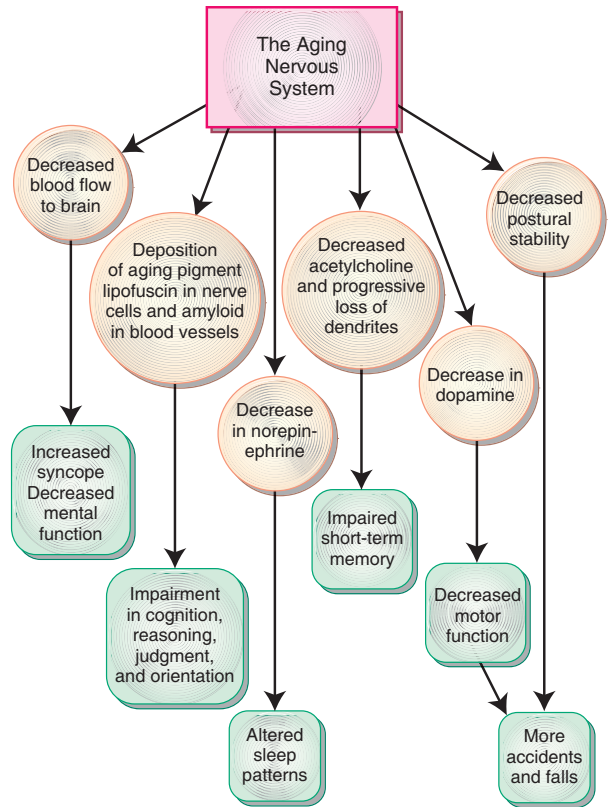 The Aging
Nervous
System
Decreased
blood flow
to brain
Deposition
of aging pigment
lipofuscin in nerve
cells and amyloid
in blood vessels
Decrease
in norepin-
ephrine
Decreased
acetylcholine
and progressive
loss of
dendrites
Decrease in
dopamine
Decreased
postural
stability
Increased
syncope
Decreased
mental
function
Impairment
in cognition,
reasoning,
judgment,
and orientation
Altered
sleep
patterns
Impaired
short-term
memory
Decreased
motor
function
More
accidents
and falls